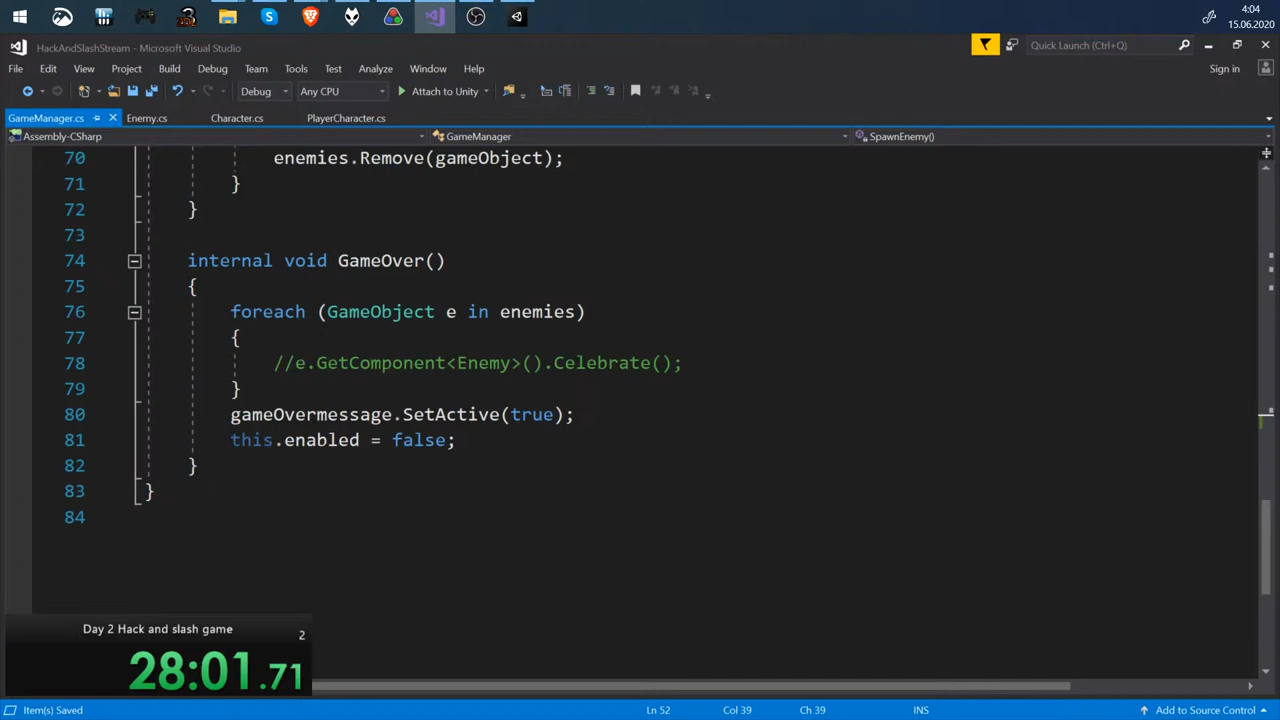 4:04
15.06.2020
HackAndSlashStream - Microsoft Visual Studio
Quick Launch (Ctrl+Q)
File Edit View Project Build Debug Team Tools Test Analyze Window Help
Sign in
Debug Any CPU Attach to Unity
GameManager.cs Enemy.cs Character.cs PlayerCharacter.cs
Assembly-CSharp GameManager SpawnEnemy()
70 enemies.Remove(gameObject);
71 }
72 }
73
74 internal void GameOver()
75 {
76 foreach (GameObject e in enemies)
77 {
78 //e.GetComponent<Enemy>().Celebrate();
79 }
80 gameOvermessage.SetActive(true);
81 this.enabled = false;
82 }
83 }
84
Day 2 Hack and slash game
2
28:01.71
Item(s) Saved Ln 52 Col 39 Ch 39 INS Add to Source Control